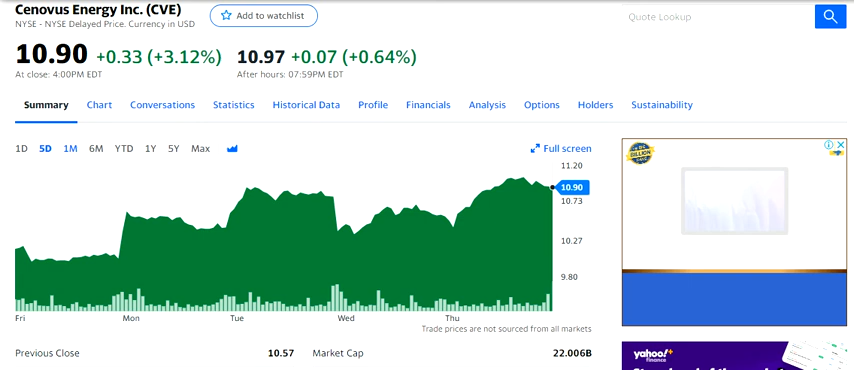 Cenovus Energy Inc. (CVE)
NYSE - NYSE Delayed Price. Currency in USD
Add to watchlist
Quote Lookup
10.90 +0.33 (+3.12%) 10.97 +0.07 (+0.64%)
At close: 4:00PM EDT After hours: 07:59PM EDT
Summary Chart Conversations Statistics Historical Data Profile Financials Analysis Options Holders Sustainability
1D 5D 1M 6M YTD 1Y 5Y Max Full screen
11.20
10.90
10.73
10.27
9.80
Fri Mon Tue Wed Thu
Trade prices are not sourced from all markets
Previous Close 10.57 Market Cap 22.006B
BILLION
yahoo!
finance